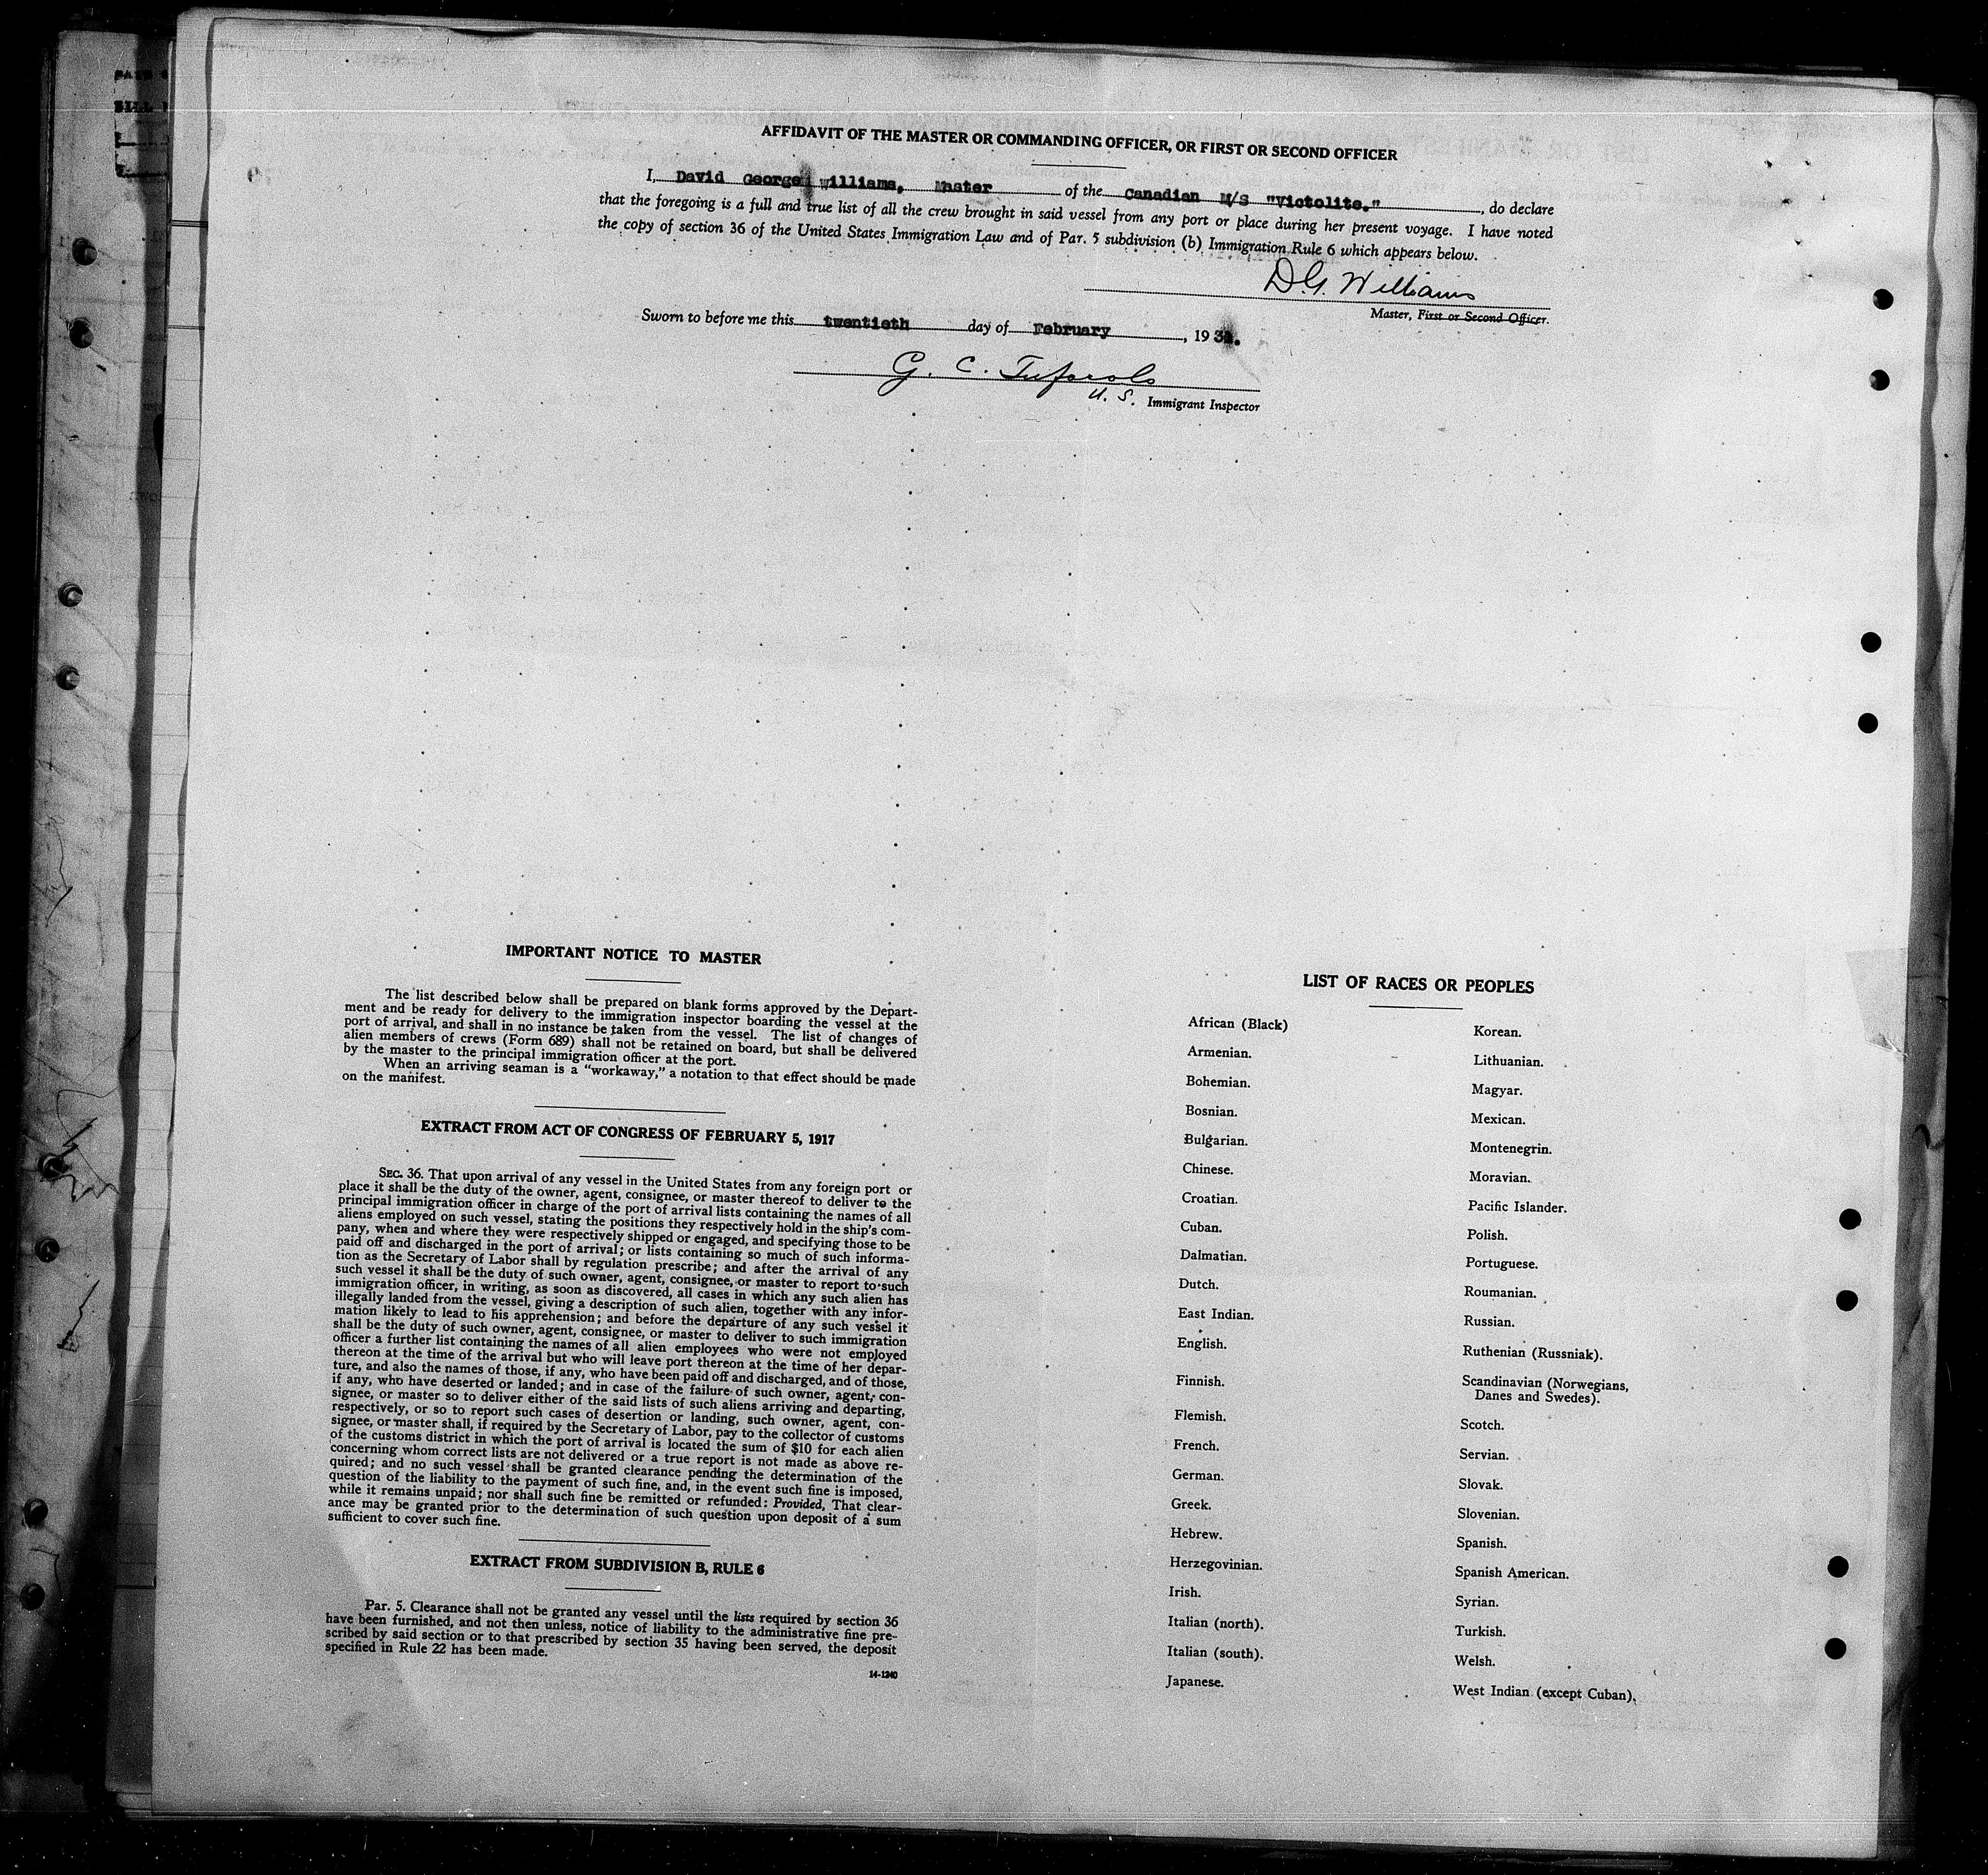 AFFIDAVIT OF THE MASTER OR COMMANDING OFFICER, OR FIRST OR SECOND OFFICER
I, David George Williams, Master of the Canadian M/S "Victolite." , do declare
that the foregoing is a full and true list of all the crew brought in said vessel from any port or place during her present voyage. I have noted
the copy of section 36 of the United States Immigration Law and of Par. 5 subdivision (b) Immigration Rule 6 which appears below.
D.G. Williams
Master, First or Second Officer.
Sworn to before me this twentieth day of February , 193
G. C.
U. S. Immigrant Inspector
IMPORTANT NOTICE TO MASTER
The list described below shall be prepared on blank forms approved by the Depart-
ment and be ready for delivery to the immigration inspector boarding the vessel at the
port of arrival, and shall in no instance be taken from the vessel. The list of changes of
alien members of crews (Form 689) shall not be retained on board, but shall be delivered
by the master to the principal immigration officer at the port.
When an arriving seaman is a "workaway," a notation to that effect should be made
on the manifest.
EXTRACT FROM ACT OF CONGRESS OF FEBRUARY 5, 1917
SEC. 36. That upon arrival of any vessel in the United States from any foreign port or
place it shall be the duty of the owner, agent, consignee, or master thereof to deliver to the
principal immigration officer in charge of the port of arrival lists containing the names of all
aliens employed on such vessel, stating the positions they respectively hold in the ship's com-
pany, when and where they were respectively shipped or engaged, and specifying those to be
paid off and discharged in the port of arrival; or lists containing so much of such informa-
tion as the Secretary of Labor shall by regulation prescribe; and after the arrival of any
such vessel it shall be the duty of such owner, agent, consignee, or master to report to such
immigration officer, in writing, as soon as discovered, all cases in which any such alien has
illegally landed from the vessel, giving a description of such alien, together with any infor-
mation likely to lead to his apprehension; and before the departure of any such vessel it
shall be the duty of such owner, agent, consignee, or master to deliver to such immigration
officer a further list containing the names of all alien employees who were not employed
thereon at the time of the arrival but who will leave port thereon at the time of her depar-
ture, and also the names of those, if any, who have been paid off and discharged, and of those,
if any, who have deserted or landed; and in case of the failure of such owner, agent, con-
signee, or master so to deliver either of the said lists of such aliens arriving and departing,
respectively, or so to report such cases of desertion or landing, such owner, agent, con-
signee, or master shall, if required by the Secretary of Labor, pay to the collector of customs
of the customs district in which the port of arrival is located the sum of $10 for each alien
concerning whom correct lists are not delivered or a true report is not made as above re-
quired; and no such vessel shall be granted clearance pending the determination of the
question of the liability to the payment of such fine, and, in the event such fine is imposed,
while it remains unpaid; nor shall such fine be remitted or refunded: Provided, That clear-
ance may be granted prior to the determination of such question upon deposit of a sum
sufficient to cover such fine.
EXTRACT FROM SUBDIVISION B, RULE 6
Par. 5. Clearance shall not be granted any vessel until the lists required by section 36
have been furnished, and not then unless, notice of liability to the administrative fine pre-
scribed by said section or to that prescribed by section 35 having been served, the deposit
specified in Rule 22 has been made.
14-1240
LIST OF RACES OR PEOPLES
African (Black)
Armenian.
Bohemian.
Bosnian.
Bulgarian.
Chinese.
Croatian.
Cuban.
Dalmatian.
Dutch.
East Indian.
English.
Finnish.
Flemish.
French.
German.
Greek.
Hebrew.
Herzegovinian.
Irish.
Italian (north).
Italian (south).
Japanese.
Korean.
Lithuanian.
Magyar.
Mexican.
Montenegrin.
Moravian.
Pacific Islander.
Polish.
Portuguese.
Roumanian.
Russian.
Ruthenian (Russniak).
Scandinavian (Norwegians,
Danes and Swedes).
Scotch.
Servian.
Slovak.
Slovenian.
Spanish.
Spanish American.
Syrian.
Turkish.
Welsh.
West Indian (except Cuban).